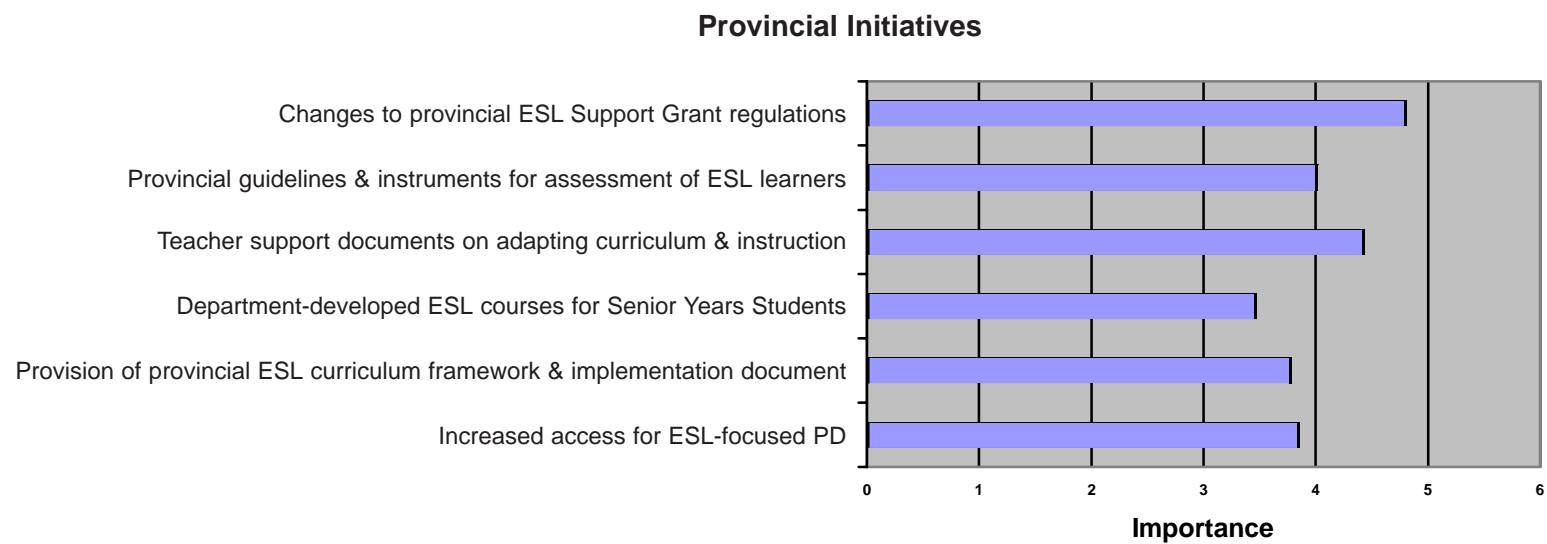 Provincial Initiatives
Changes to provincial ESL Support Grant regulations
Provincial guidelines & instruments for assessment of ESL learners
Teacher support documents on adapting curriculum & instruction
Department-developed ESL courses for Senior Years Students
Provision of provincial ESL curriculum framework & implementation document
Increased access for ESL-focused PD
0 1 2 3 4 5 6
Importance